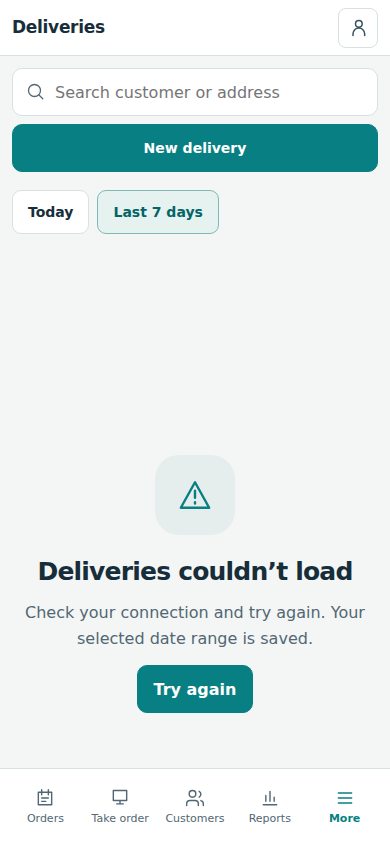 Deliveries
Search customer or address
New delivery
Today
Last 7 days
Deliveries couldn’t load
Check your connection and try again. Your
selected date range is saved.
Try again
Orders
Take order
Customers
Reports
More